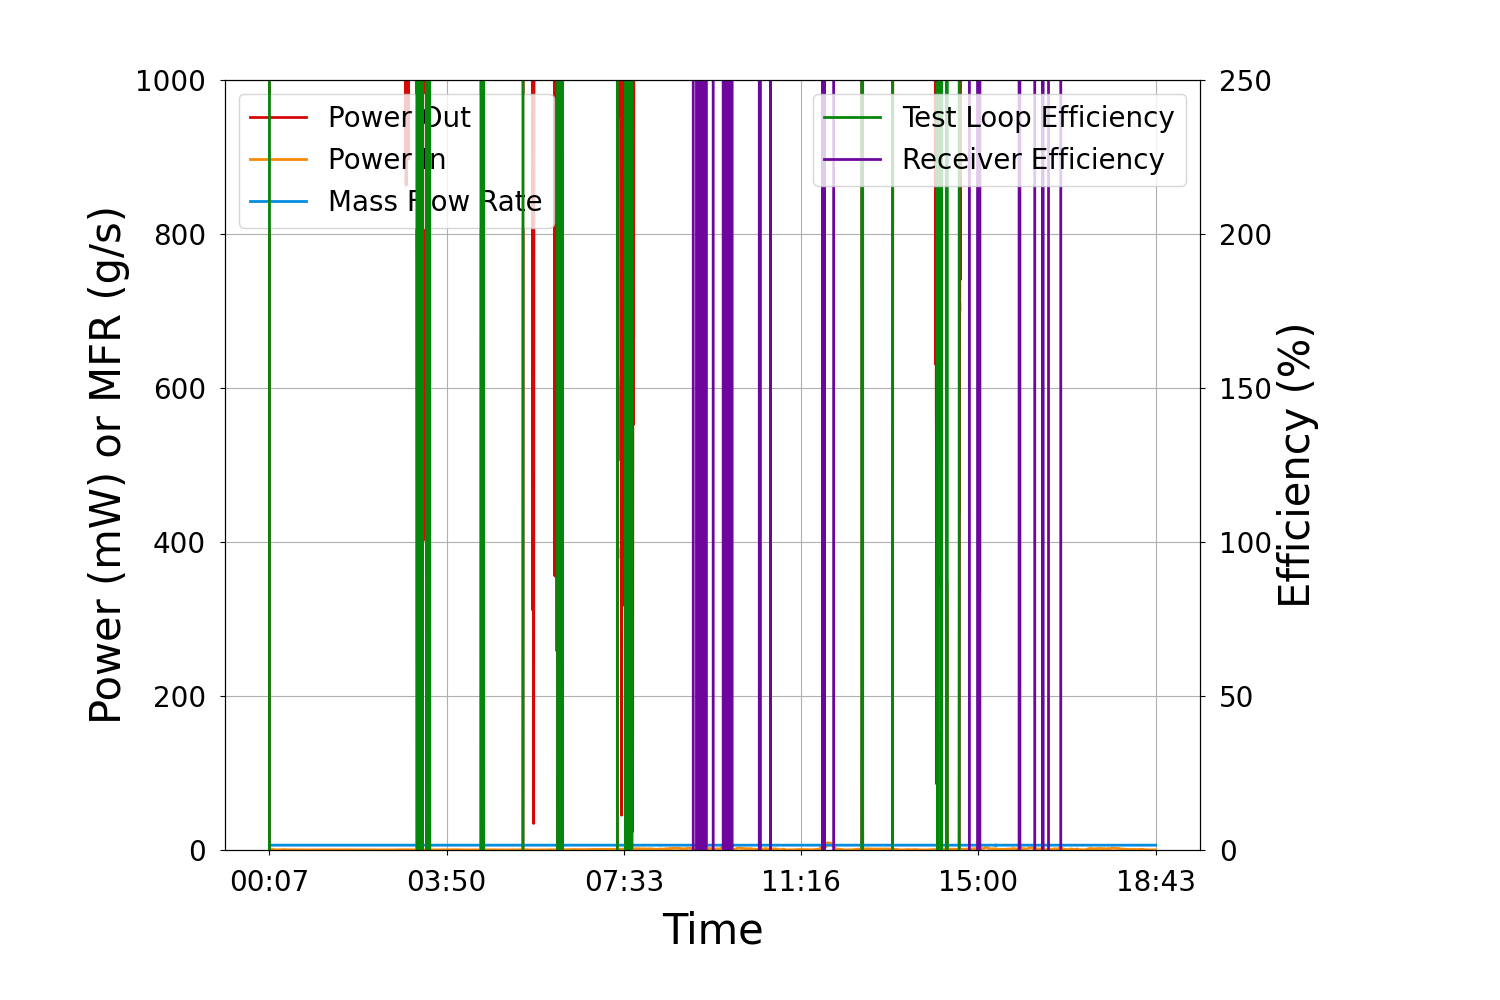 1000
800
600
400
200
0
Power (mW) or MFR (g/s)
Power Out
Power In
Mass Flow Rate
Test Loop Efficiency
Receiver Efficiency
250
200
150
100
50
0
Efficiency (%)
00:07 03:50 07:33 11:16 15:00 18:43
Time